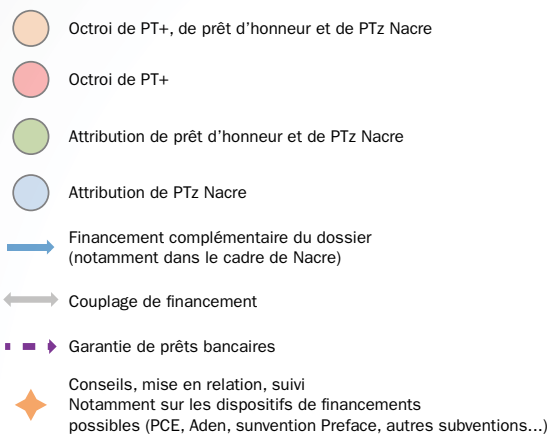 Octroi de PT+, de prêt d’honneur et de PTz Nacre
Octroi de PT+
Attribution de prêt d’honneur et de PTz Nacre
Attribution de PTz Nacre
Financement complémentaire du dossier
(notamment dans le cadre de Nacre)
Couplage de financement
Garantie de prêts bancaires
Conseils, mise en relation, suivi
Notamment sur les dispositifs de financements
possibles (PCE, Aden, sunvention Preface, autres subventions...)